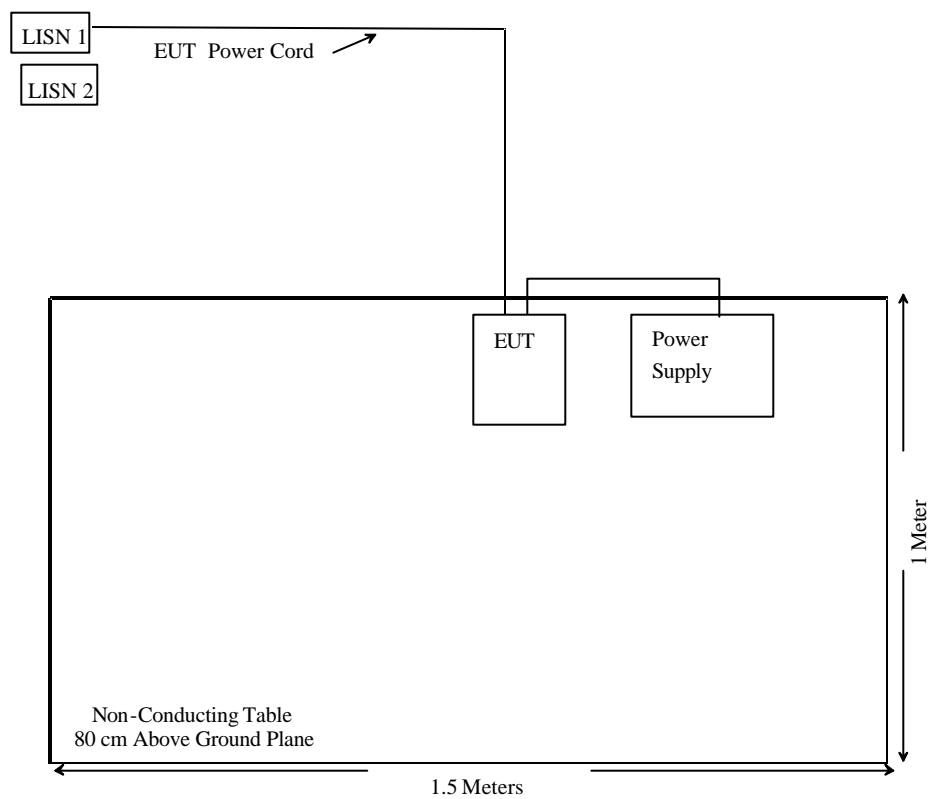 LISN 1
EUT Power Cord
LISN 2
EUT
Power
Supply
1 Meter
Non-Conducting Table
80 cm Above Ground Plane
1.5 Meters